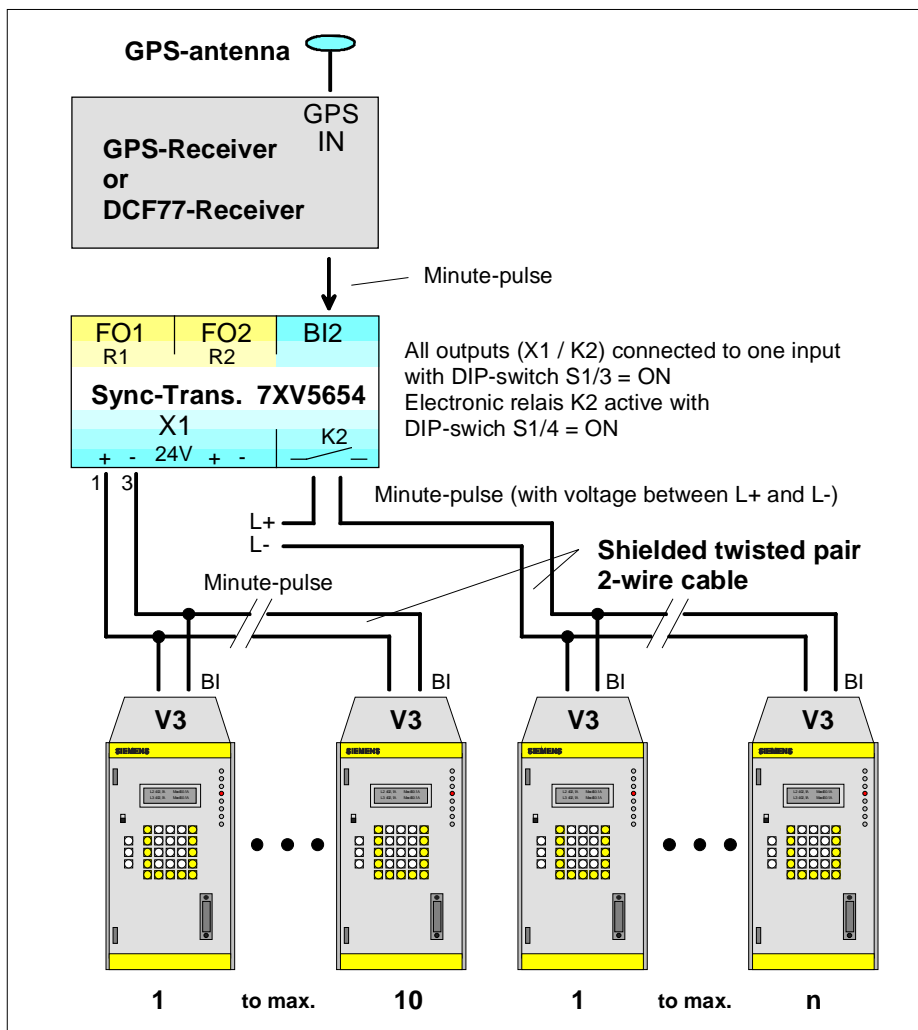 GPS-antenna
GPS
IN
GPS-Receiver
or
DCF77-Receiver
Minute-pulse
FO1 FO2 BI2
R1 R2
Sync-Trans. 7XV5654
X1
K2
+ - 24V + -
1 3
All outputs (X1 / K2) connected to one input
with DIP-switch S1/3 = ON
Electronic relais K2 active with
DIP-swich S1/4 = ON
Minute-pulse (with voltage between L+ and L-)
L+
L-
Shielded twisted pair
2-wire cable
Minute-pulse
BI BI BI BI
V3 V3 V3 V3
SIEMENS SIEMENS SIEMENS SIEMENS
1 to max. 10 1 to max. n